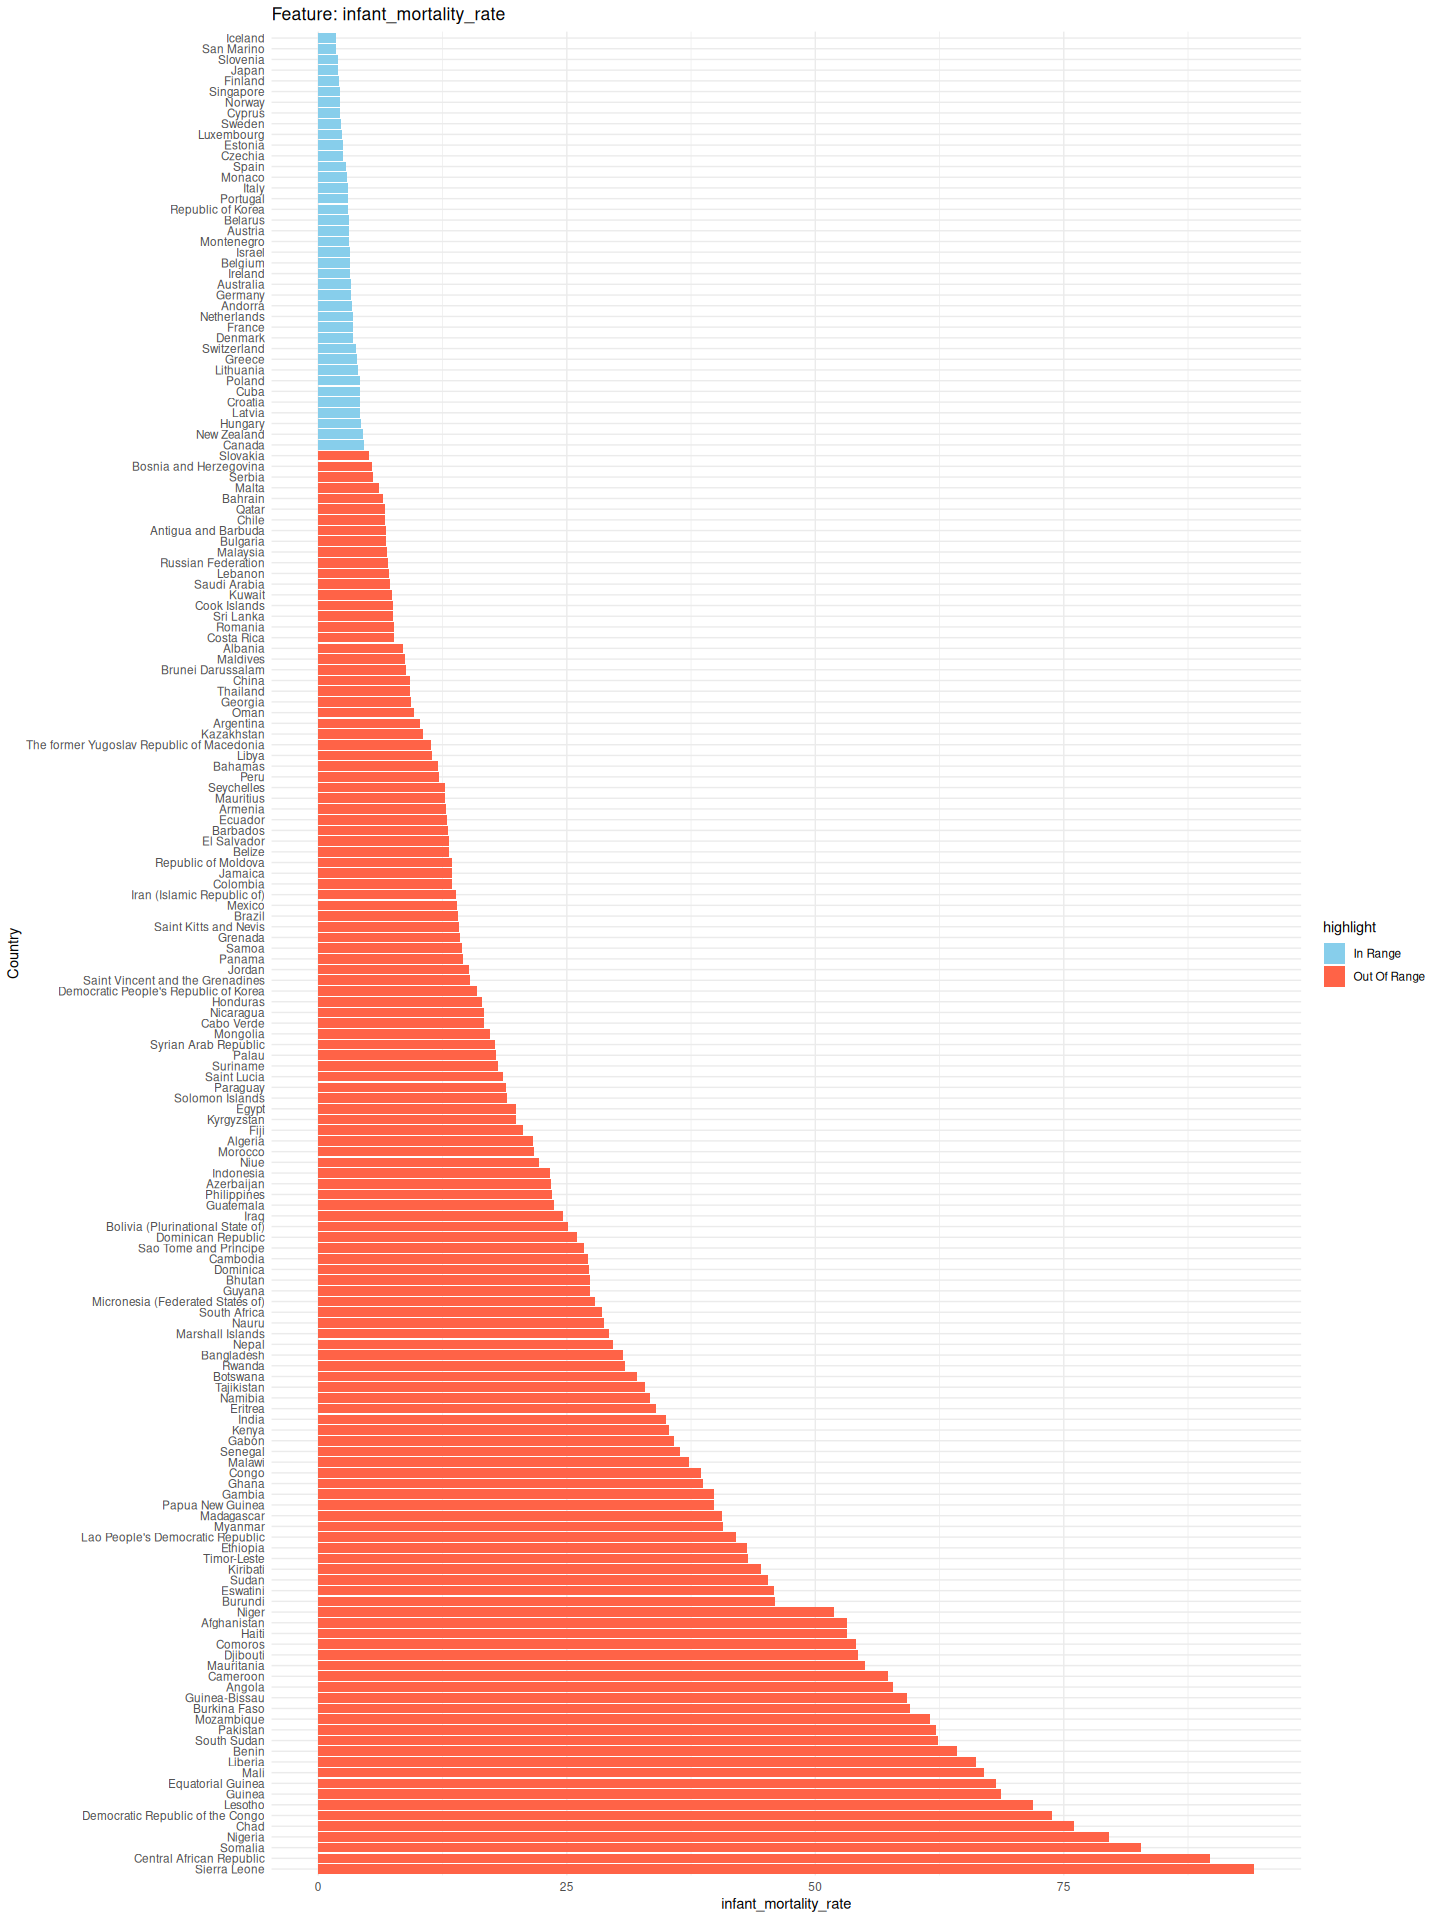 Feature: infant_mortality_rate
Iceland
San Marino
Slovenia
Japan
Finland
Singapore
Norway
Cyprus
Sweden
Luxembourg
Estonia
Czechia
Spain
Monaco
Italy
Portugal
Republic of Korea
Belarus
Austria
Montenegro
Israel
Belgium
Ireland
Australia
Germany
Andorra
Netherlands
France
Denmark
Switzerland
Greece
Lithuania
Poland
Cuba
Croatia
Latvia
Hungary
New Zealand
Canada
Slovakia
Bosnia and Herzegovina
Serbia
Malta
Bahrain
Qatar
Chile
Antigua and Barbuda
Bulgaria
Malaysia
Russian Federation
Lebanon
Saudi Arabia
Kuwait
Cook Islands
Sri Lanka
Romania
Costa Rica
Albania
Maldives
Brunei Darussalam
China
Thailand
Georgia
Oman
Argentina
Kazakhstan
The former Yugoslav Republic of Macedonia
Libya
Bahamas
Peru
Seychelles
Mauritius
Armenia
Ecuador
Barbados
El Salvador
Belize
Republic of Moldova
Jamaica
Colombia
Iran (Islamic Republic of)
Mexico
Brazil
Saint Kitts and Nevis
Grenada
Samoa
Panama
Jordan
Saint Vincent and the Grenadines
Democratic People's Republic of Korea
Honduras
Nicaragua
Cabo Verde
Mongolia
Syrian Arab Republic
Palau
Suriname
Saint Lucia
Paraguay
Solomon Islands
Egypt
Kyrgyzstan
Fiji
Algeria
Morocco
Niue
Indonesia
Azerbaijan
Philippines
Guatemala
Iraq
Bolivia (Plurinational State of)
Dominican Republic
Sao Tome and Principe
Cambodia
Dominica
Bhutan
Guyana
Micronesia (Federated States of)
South Africa
Nauru
Marshall Islands
Nepal
Bangladesh
Rwanda
Botswana
Tajikistan
Namibia
Eritrea
India
Kenya
Gabon
Senegal
Malawi
Congo
Ghana
Gambia
Papua New Guinea
Madagascar
Myanmar
Lao People's Democratic Republic
Ethiopia
Timor-Leste
Kiribati
Sudan
Eswatini
Burundi
Niger
Afghanistan
Haiti
Comoros
Djibouti
Mauritania
Cameroon
Angola
Guinea-Bissau
Burkina Faso
Mozambique
Pakistan
South Sudan
Benin
Liberia
Mali
Equatorial Guinea
Guinea
Lesotho
Democratic Republic of the Congo
Chad
Nigeria
Somalia
Central African Republic
Sierra Leone
0 25 50 75
infant_mortality_rate
Country
highlight
In Range
Out Of Range